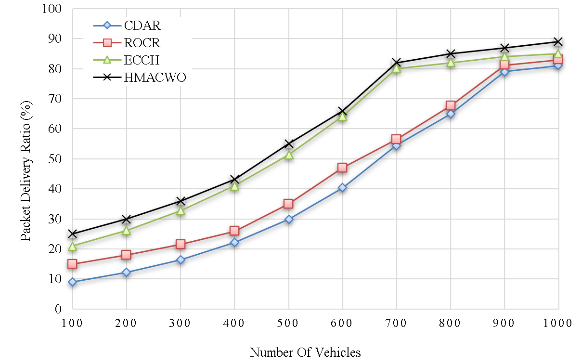 100
90
80
70
60
50
40
30
20
10
0
Packet Delivery Ratio (%)
CDAR
ROCR
ECCH
HMACWO
100 200 300 400 500 600 700 800 900 1000
Number Of Vehicles